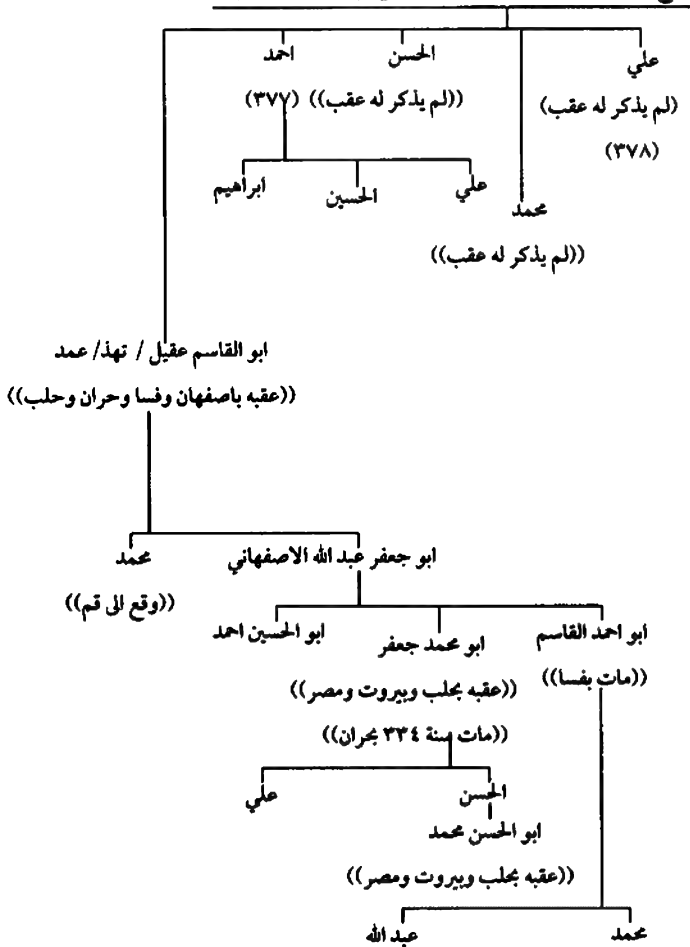 علي الحسن احمد
((لم يذكر له عقب)) (٣٧٧) (لم يذكر له عقب)
(٣٧٨)
علي الحسين ابراهيم
محمد
((لم يذكر له عقب))
ابو القاسم عقيل / تهذ/ عمد
((عقبه باصفهان وفسا وحران وحلب))
ابو جعفر عبد الله الاصفهاني محمد
((وقع الى قم))
ابو احمد القاسم ابو محمد جعفر ابو الحسين احمد
((مات بفسا)) ((عقبه بحلب وبيروت ومصر))
((مات سنة ٣٣٤ بحران))
الحسن علي
ابو الحسن محمد
((عقبه بحلب وبيروت ومصر))
محمد عبد الله